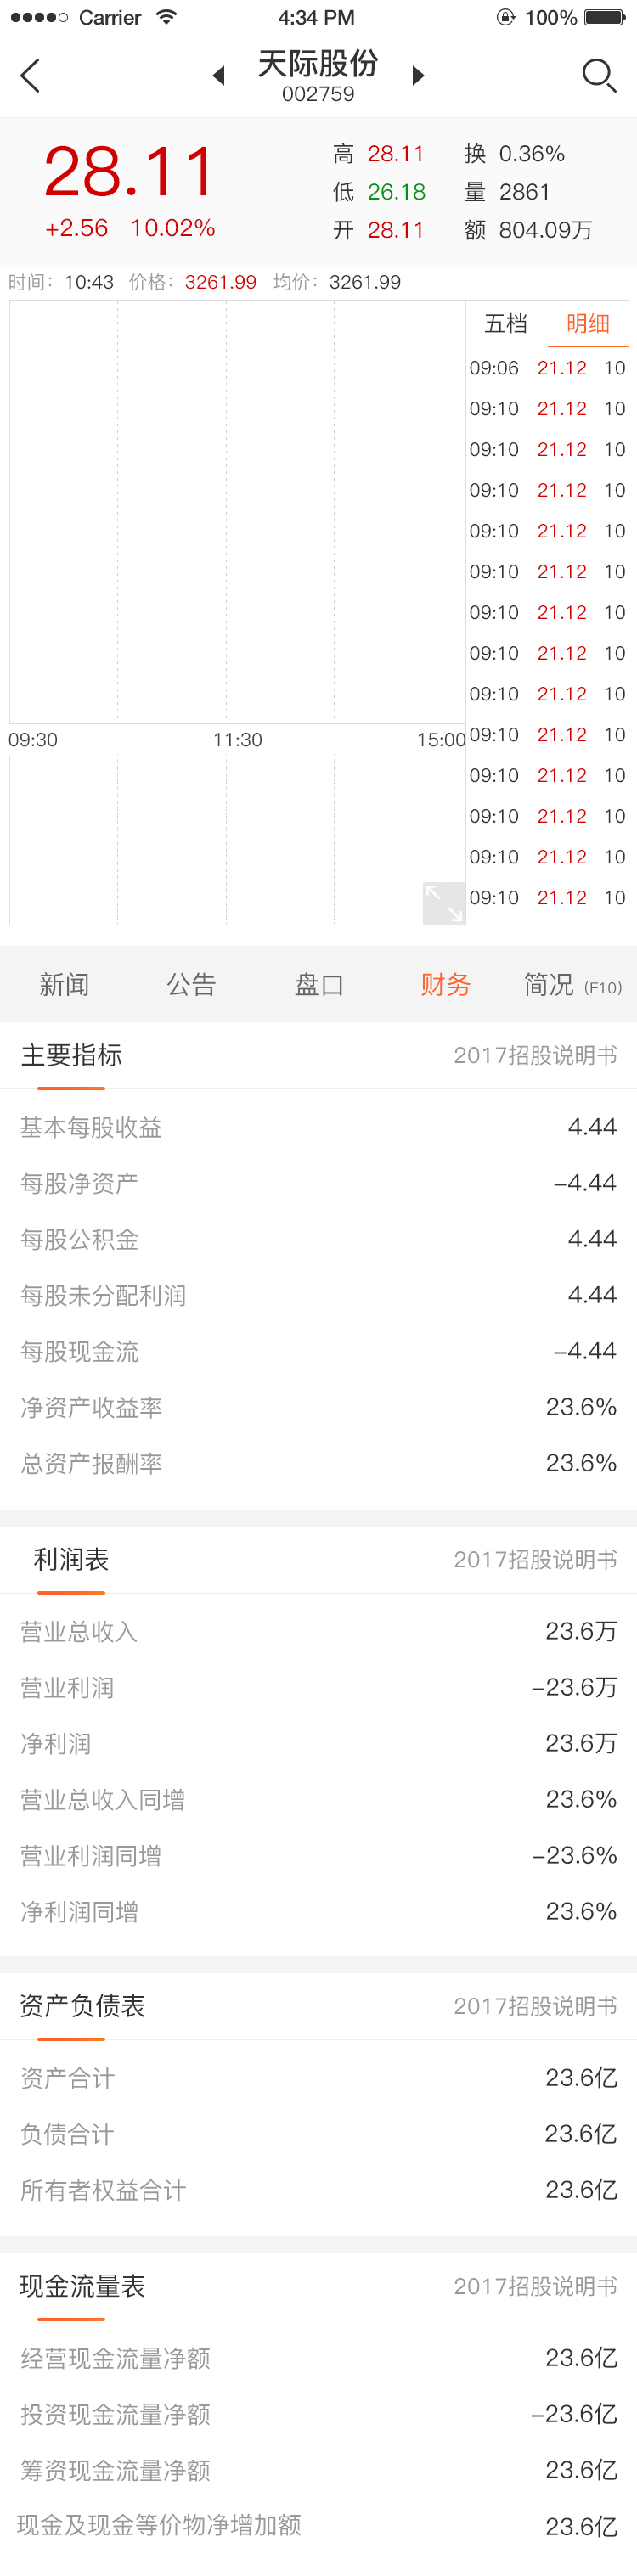 Carrier 4:34 PM 100%
天际股份
002759
28.11
+2.56 10.02%
高 28.11 换 0.36%
低 26.18 量 2861
开 28.11 额 804.09万
时间: 10:43 价格: 3261.99 均价: 3261.99
五档 明细
09:06 21.12 10
09:10 21.12 10
09:10 21.12 10
09:10 21.12 10
09:10 21.12 10
09:10 21.12 10
09:10 21.12 10
09:10 21.12 10
09:10 21.12 10
09:10 21.12 10
09:10 21.12 10
09:10 21.12 10
09:10 21.12 10
09:10 21.12 10
09:30 11:30 15:00
新闻 公告 盘口 财务 简况 (F10)
主要指标 2017招股说明书
基本每股收益 4.44
每股净资产 -4.44
每股公积金 4.44
每股未分配利润 4.44
每股现金流 -4.44
净资产收益率 23.6%
总资产报酬率 23.6%
利润表 2017招股说明书
营业总收入 23.6万
营业利润 -23.6万
净利润 23.6万
营业总收入同增 23.6%
营业利润同增 -23.6%
净利润同增 23.6%
资产负债表 2017招股说明书
资产合计 23.6亿
负债合计 23.6亿
所有者权益合计 23.6亿
现金流量表 2017招股说明书
经营现金流量净额 23.6亿
投资现金流量净额 -23.6亿
筹资现金流量净额 23.6亿
现金及现金等价物净增加额 23.6亿